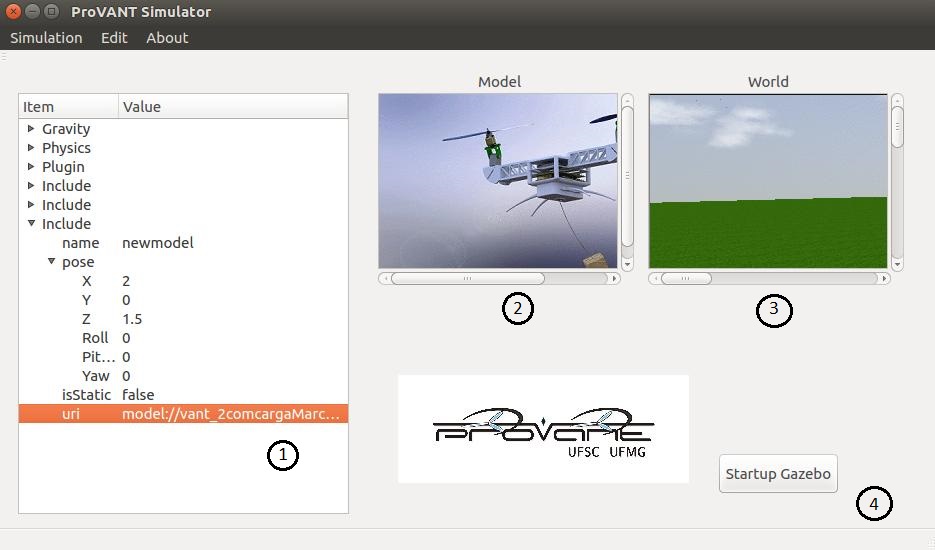 ProVANT Simulator
Simulation Edit About
Item Value
Gravity
Physics
Plugin
Include
Include
Include
name newmodel
pose
X 2
Y 0
Z 1.5
Roll 0
Pit... 0
Yaw 0
isStatic false
uri model://vant_2comcargaMarc...
1
Model
2
World
3
PROVANT
UFSC UFMG
Startup Gazebo
4